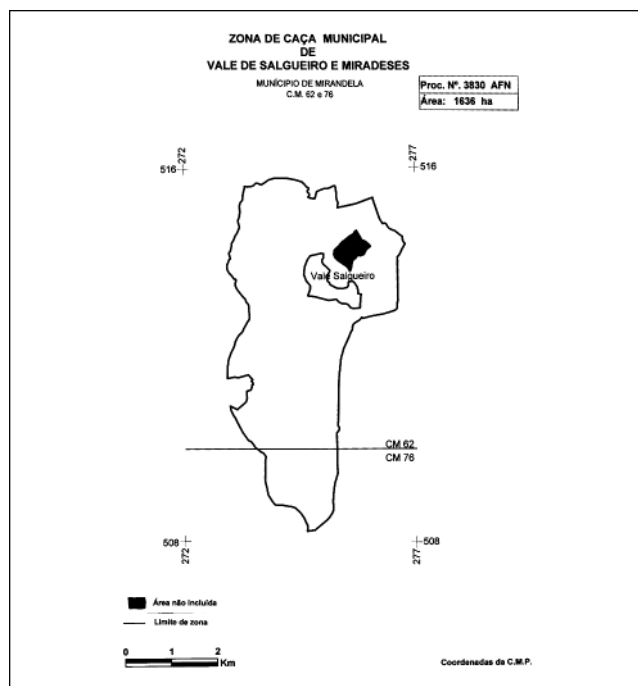 ZONA DE CAÇA MUNICIPAL
DE
VALE DE SALGUEIRO E MIRADESES
MUNÍCIPIO DE MIRANDELA
C.M. 62 e 76
Proc. Nº. 3830 AFN
Área: 1636 ha
272
277
516
516
Vale Salgueiro
CM 62
CM 76
508
508
272
277
Área não incluída
Limite de zona
0 1 2
Km
Coordenadas da C.M.P.